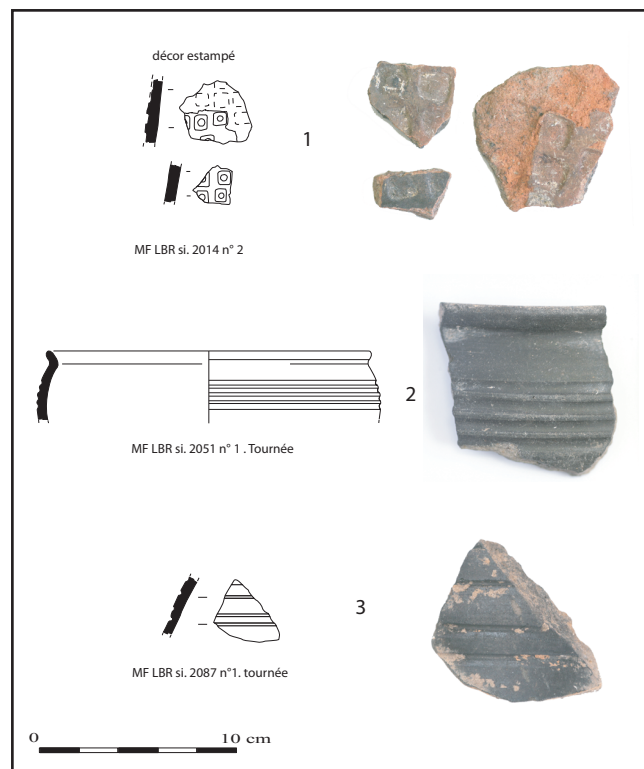 décor estampé
1
MF LBR si. 2014 n° 2
2
MF LBR si. 2051 n° 1 . Tournée
3
MF LBR si. 2087 n°1. tournée
0 10 cm